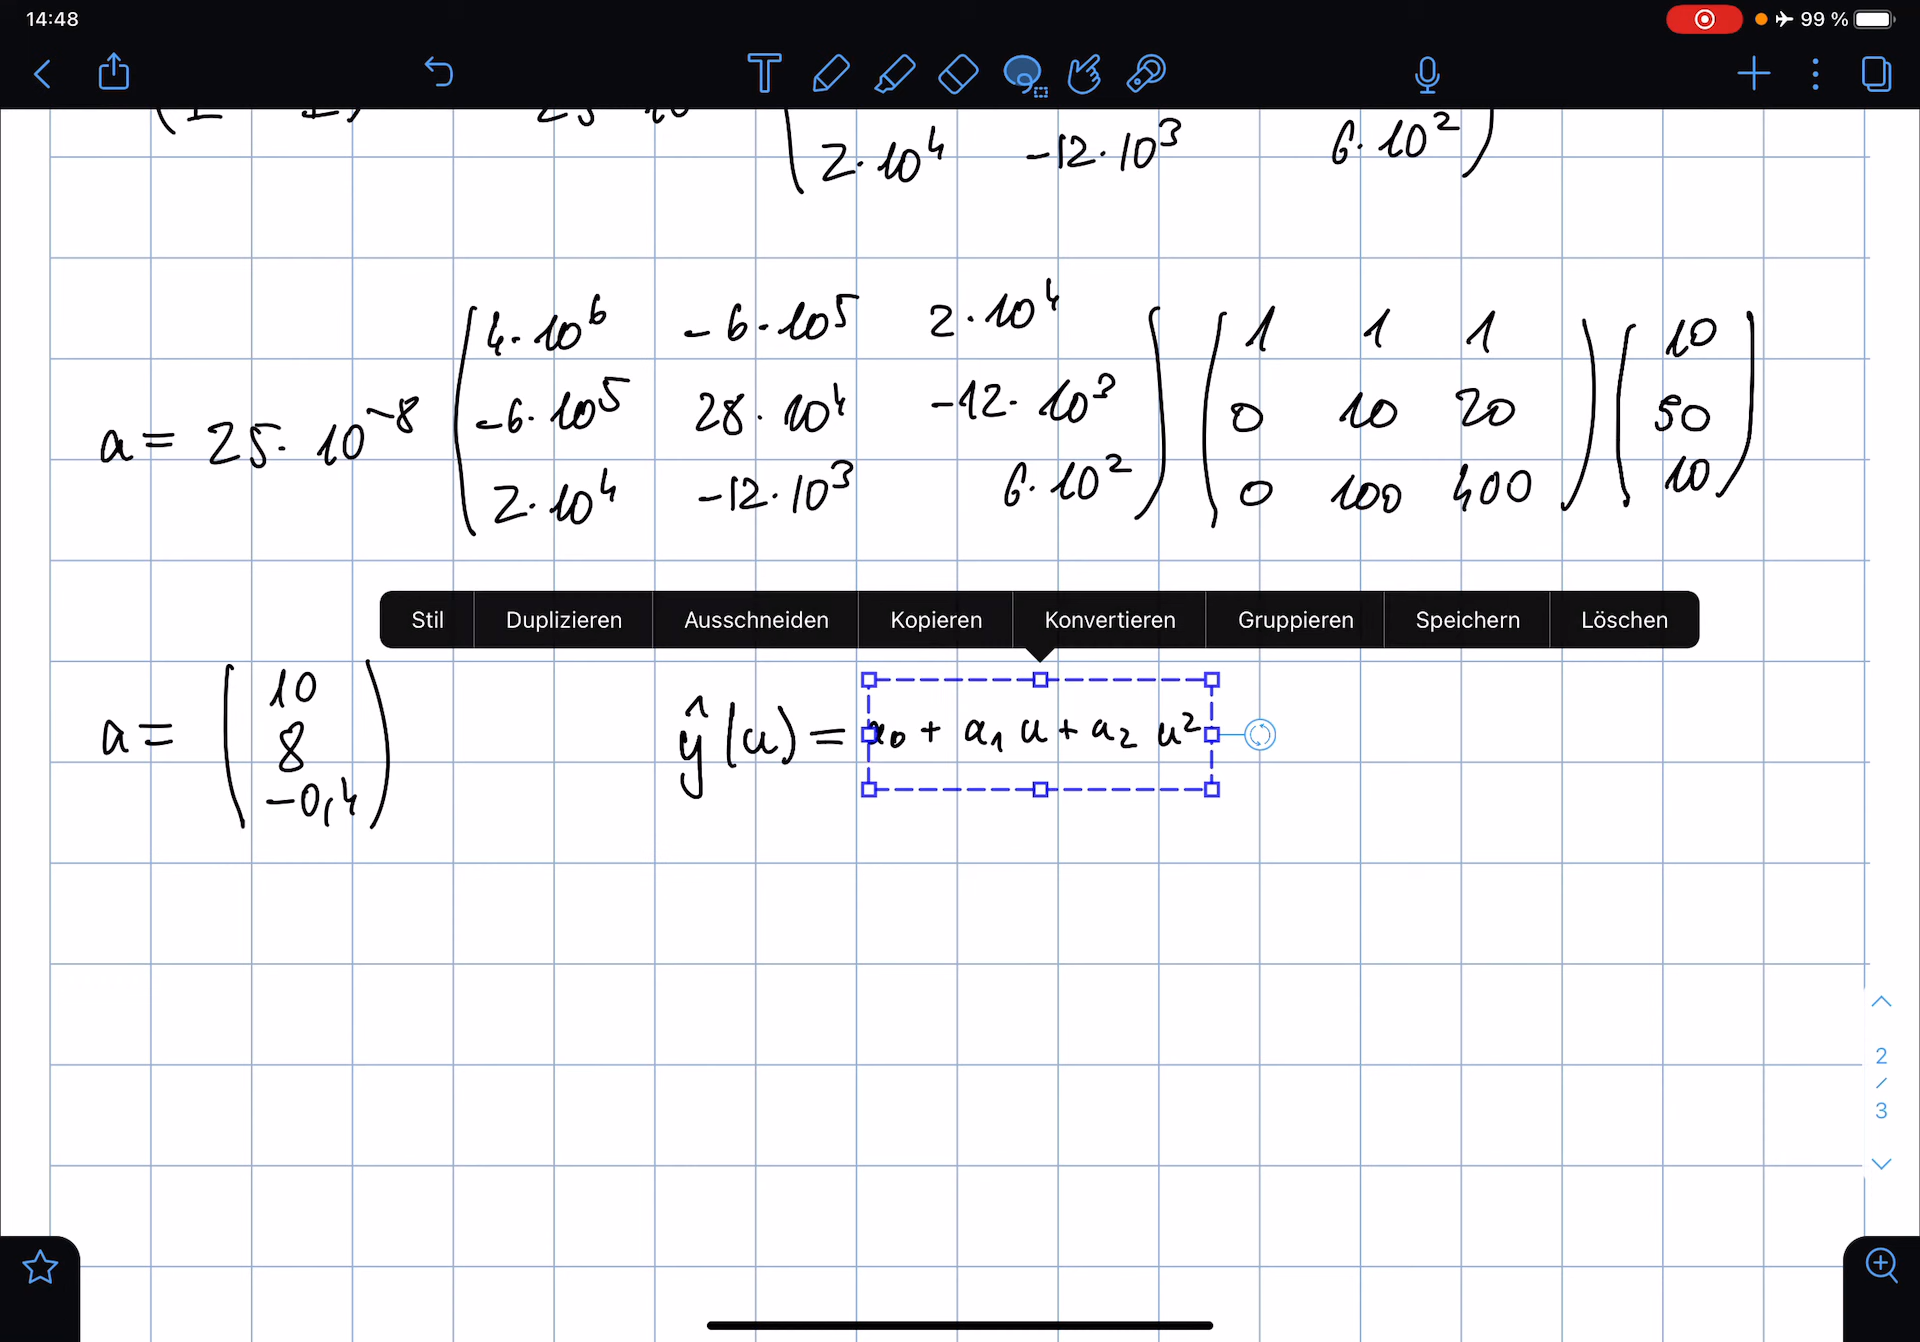 14:48
99 %
2·10⁴ -12·10³ 6·10²
a = 25·10⁻⁸ ( 4·10⁶ -6·10⁵ 2·10⁴ ) ( 1 1 1 ) ( 10 )
-6·10⁵ 28·10⁴ -12·10³ 0 10 20 50
2·10⁴ -12·10³ 6·10² 0 100 400 10
Stil Duplizieren Ausschneiden Kopieren Konvertieren Gruppieren Speichern Löschen
a = ( 10 8 -0,4 )
ŷ(u) = a₀ + a₁ u + a₂ u²
2
/
3